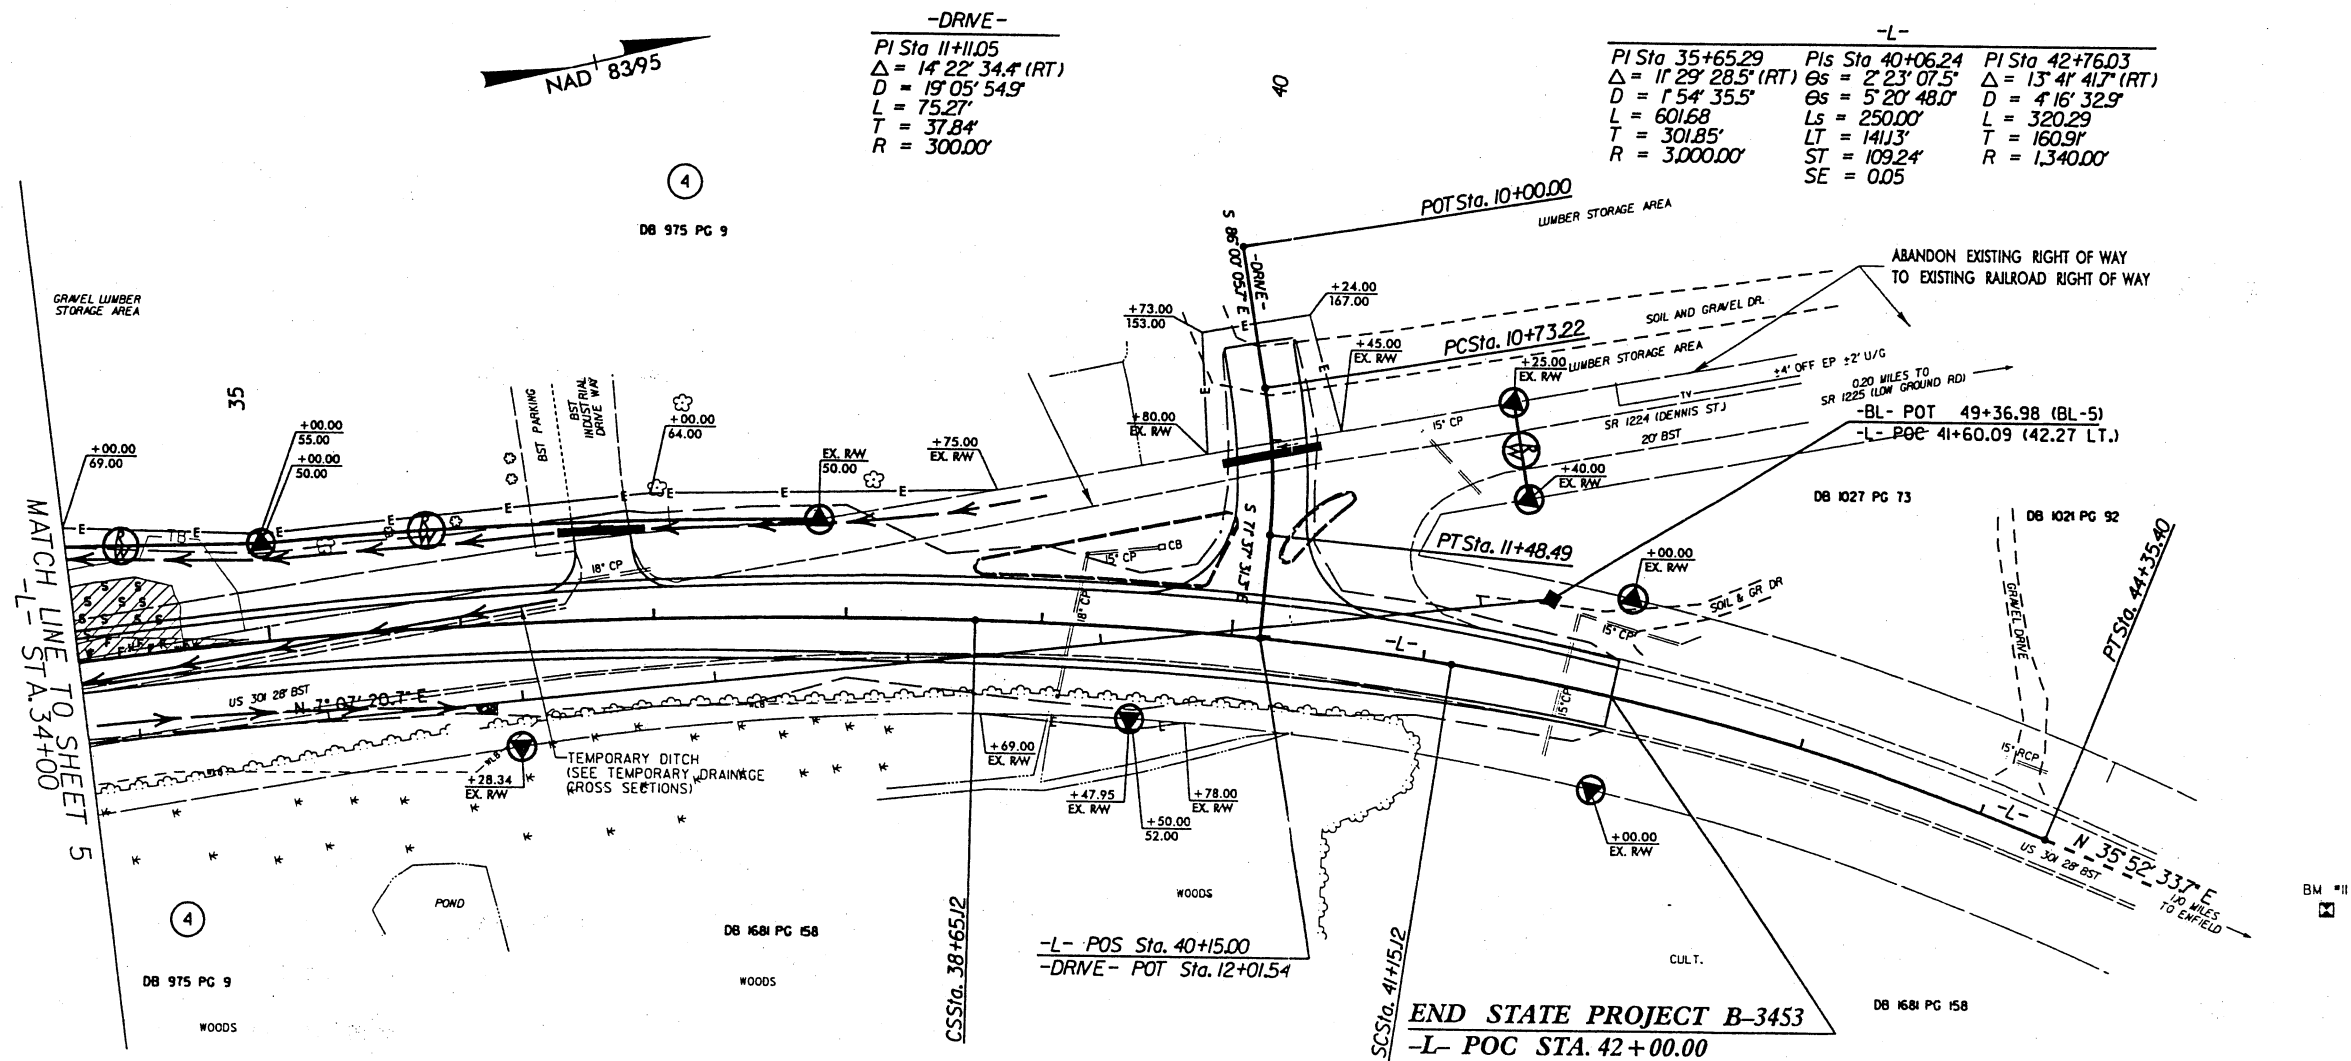 -DRIVE-
PI Sta 11+11.05
Δ = 14° 22' 34.4" (RT)
D = 19° 05' 54.9"
L = 75.27'
T = 37.84'
R = 300.00'
-L-
PI Sta 35+65.29
Δ = 11° 29' 28.5" (RT)
D = 1° 54' 35.5"
L = 601.68
T = 301.85'
R = 3,000.00'
PIs Sta 40+06.24
Θs = 2° 23' 07.5"
Θs = 5° 20' 48.0"
Ls = 250.00'
LT = 141.13'
ST = 109.24'
SE = 0.05
PI Sta 42+76.03
Δ = 13° 41' 41.7" (RT)
D = 4° 16' 32.9"
L = 320.29
T = 160.91'
R = 1,340.00'
NAD 83/95
40
4
DB 975 PG 9
POT Sta. 10+00.00
LUMBER STORAGE AREA
S 86° 00' 05.7" E
-DRIVE-
ABANDON EXISTING RIGHT OF WAY
TO EXISTING RAILROAD RIGHT OF WAY
GRAVEL LUMBER
STORAGE AREA
+24.00
167.00
+73.00
153.00
E
SOIL AND GRAVEL DR.
PC Sta. 10+73.22
+45.00
EX. R/W
LUMBER STORAGE AREA
+25.00
EX. R/W
±4' OFF EP ±2' U/G
TV
0.20 MILES TO
SR 1225 (LOW GROUND RD)
SR 1224 (DENNIS ST.)
20' BST
-BL- POT 49+36.98 (BL-5)
-L- POC 41+60.09 (42.27 LT.)
35
BST PARKING
BST
INDUSTRIAL
DRIVE WAY
+00.00
64.00
+00.00
55.00
+00.00
50.00
+00.00
69.00
EX. R/W
50.00
+75.00
EX. R/W
+80.00
EX. R/W
E
E
15" CP
R/W
+40.00
EX. R/W
DB 1027 PG 73
DB 1021 PG 92
E E E E E E E E
R/W
R/W
TB
S 71° 37' 31.3" E
PT Sta. 11+48.49
+00.00
EX. R/W
CB
15" CP
18" CP
18" CP
SOIL & GR DR
15" CP
GRAVEL DRIVE
PT Sta. 44+35.40
S S S S S S S S
F F F
-L-
MATCH LINE TO SHEET 5
-L- STA. 34+00
US 301 28' BST
N 7° 07' 20.7" E
WLB
WLB
WLB
15" CP
E
E
15" RCP
+69.00
EX. R/W
TEMPORARY DITCH
(SEE TEMPORARY DRAINAGE
CROSS SECTIONS)
+28.34
EX. R/W
+47.95
EX. R/W
+78.00
EX. R/W
+50.00
52.00
+00.00
EX. R/W
-L-
N 35° 52' 33.7" E
US 301 28' BST
1.10 MILES
TO ENFIELD
BM #11
POND
WOODS
4
DB 1681 PG 158
DB 975 PG 9
WOODS
WOODS
CS Sta. 38+65.12
-L- POS Sta. 40+15.00
-DRIVE- POT Sta. 12+01.54
SC Sta. 41+15.12
CULT.
DB 1681 PG 158
END STATE PROJECT B-3453
-L- POC STA. 42+00.00